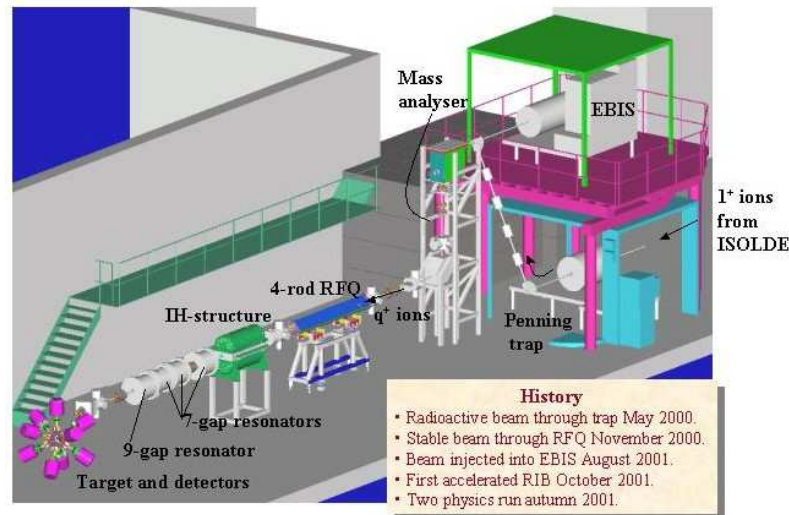 Mass
analyser
EBIS
1+ ions
from
ISOLDE
4-rod RFQ
q+ ions
IH-structure
Penning
trap
7-gap resonators
9-gap resonator
Target and detectors
History
• Radioactive beam through trap May 2000.
• Stable beam through RFQ November 2000.
• Beam injected into EBIS August 2001.
• First accelerated RIB October 2001.
• Two physics run autumn 2001.